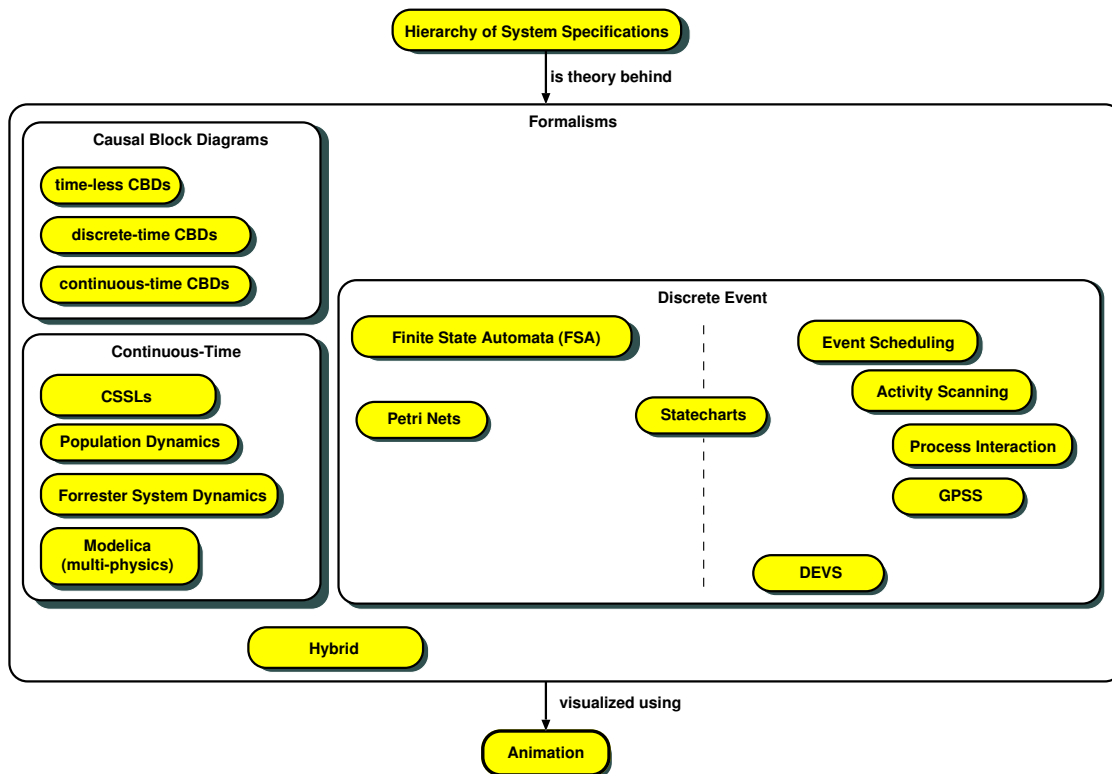 Hierarchy of System Specifications
is theory behind
Formalisms
Causal Block Diagrams
time-less CBDs
discrete-time CBDs
continuous-time CBDs
Continuous-Time
CSSLs
Population Dynamics
Forrester System Dynamics
Modelica
(multi-physics)
Discrete Event
Finite State Automata (FSA)
Petri Nets
Statecharts
Event Scheduling
Activity Scanning
Process Interaction
GPSS
DEVS
Hybrid
visualized using
Animation